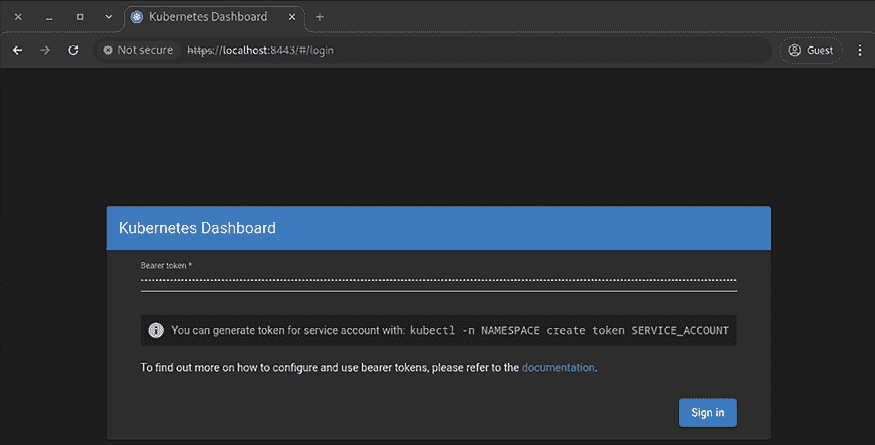 Kubernetes Dashboard
Not secure https://localhost:8443/#/login Guest
Kubernetes Dashboard
Bearer token *
You can generate token for service account with: kubectl -n NAMESPACE create token SERVICE_ACCOUNT
To find out more on how to configure and use bearer tokens, please refer to the documentation.
Sign in